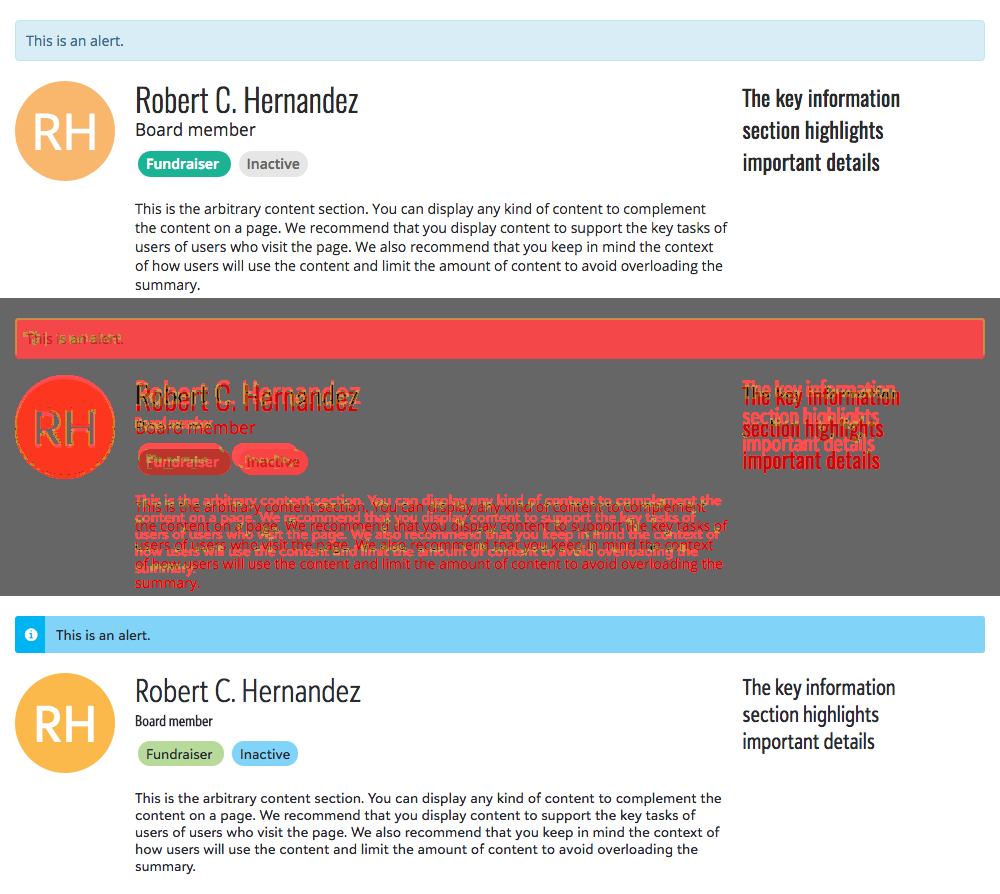 This is an alert.
RH
Robert C. Hernandez
Board member
Fundraiser Inactive
The key information
section highlights
important details
This is the arbitrary content section. You can display any kind of content to complement
the content on a page. We recommend that you display content to support the key tasks of
users of users who visit the page. We also recommend that you keep in mind the context
of how users will use the content and limit the amount of content to avoid overloading the
summary.
This is an alert.
RH
Robert C. Hernandez
Board member
Fundraiser Inactive
The key information
section highlights
important details
This is the arbitrary content section. You can display any kind of content to complement the
content on a page. We recommend that you display content to support the key tasks of
users of users who visit the page. We also recommend that you keep in mind the context of
how users will use the content and limit the amount of content to avoid overloading the
summary.
This is an alert.
RH
Robert C. Hernandez
Board member
Fundraiser Inactive
The key information
section highlights
important details
This is the arbitrary content section. You can display any kind of content to complement the
content on a page. We recommend that you display content to support the key tasks of
users of users who visit the page. We also recommend that you keep in mind the context of
how users will use the content and limit the amount of content to avoid overloading the
summary.